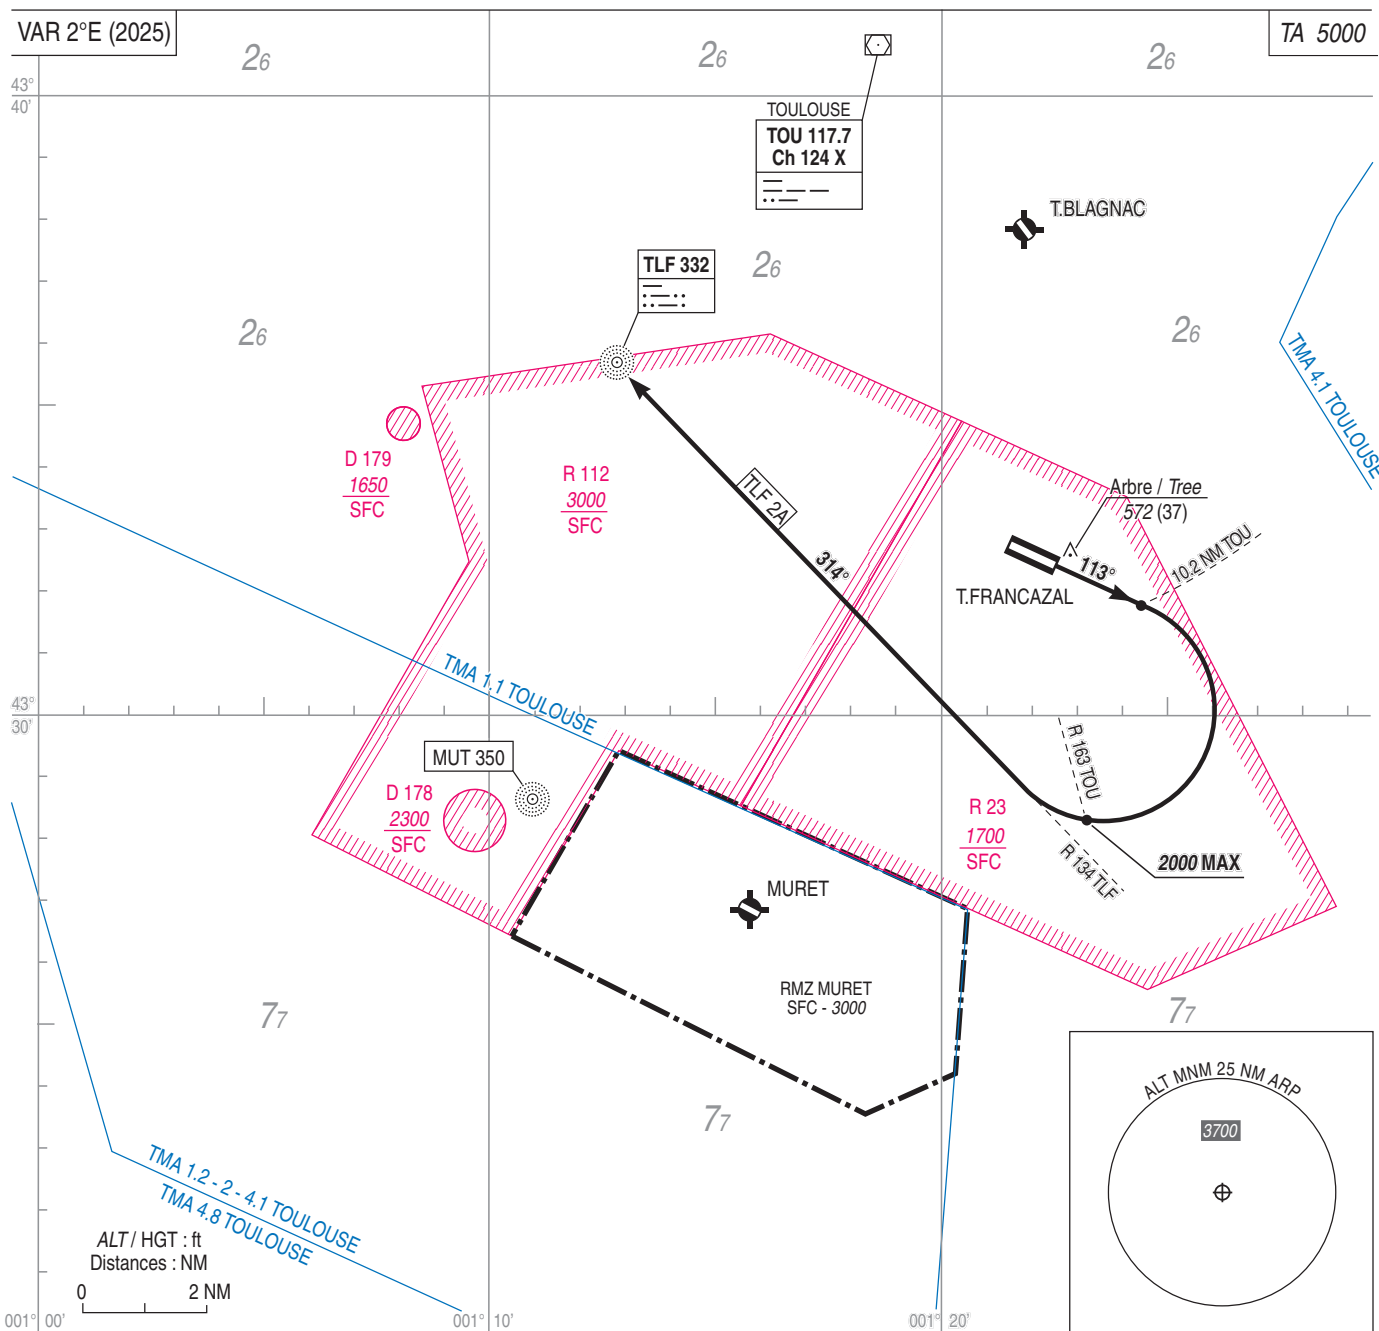 VAR 2°E (2025)
TA 5000
26
26
26
43°
40'
TOULOUSE
TOU 117.7
Ch 124 X
T.BLAGNAC
TLF 332
26
26
26
TMA 4.1 TOULOUSE
D 179
1650
SFC
R 112
3000
SFC
TLF 2A
314°
Arbre / Tree
572 (37)
113°
10.2 NM TOU
T.FRANCAZAL
TMA 1.1 TOULOUSE
43°
30'
MUT 350
D 178
2300
SFC
R 163 TOU
R 23
1700
SFC
R 134 TLF
2000 MAX
MURET
RMZ MURET
SFC - 3000
77
77
77
ALT MNM 25 NM ARP
3700
TMA 1.2 - 2 - 4.1 TOULOUSE
TMA 4.8 TOULOUSE
ALT / HGT : ft
Distances : NM
0 2 NM
001° 00'
001° 10'
001° 20'